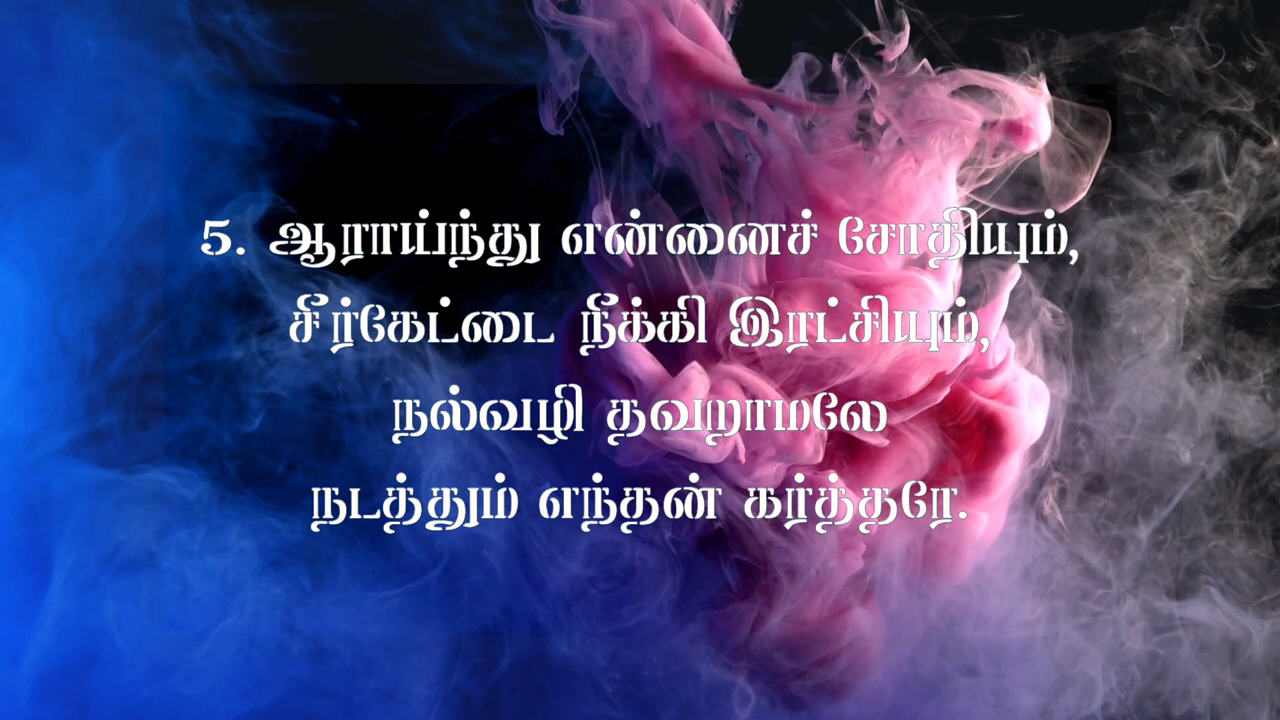 5. ஆராய்ந்து என்னைச் சோதியும்,
சீர்கேட்டை நீக்கி இரட்சியும்,
நல்வழி தவறாமலே
நடத்தும் எந்தன் கர்த்தரே.